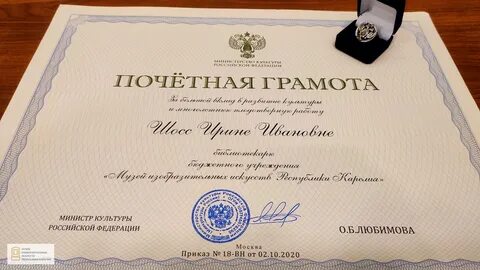 МИНИСТЕРСТВО КУЛЬТУРЫ
РОССИЙСКОЙ ФЕДЕРАЦИИ
ПОЧЁТНАЯ ГРАМОТА
За большой вклад в развитие культуры
и многолетнюю плодотворную работу
Шосс Ирине Ивановне
библиотекарю
бюджетного учреждения
«Музей изобразительных искусств Республики Карелия»
МИНИСТР КУЛЬТУРЫ
РОССИЙСКОЙ ФЕДЕРАЦИИ
О.Б.ЛЮБИМОВА
Москва
Приказ № 18-ВН от 02.10.2020